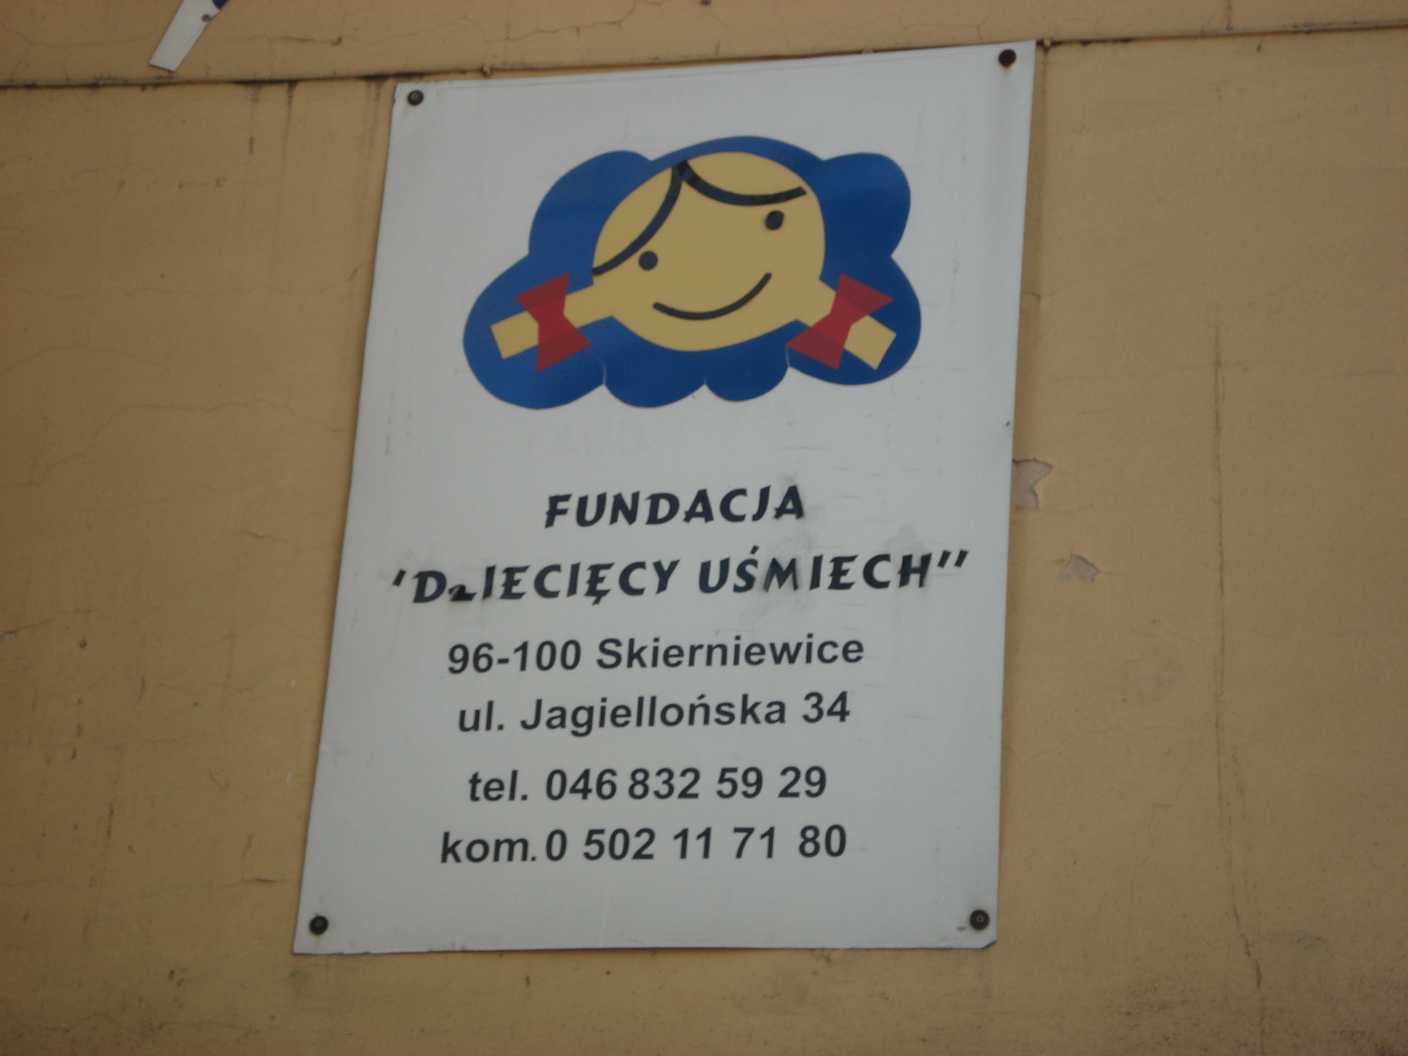 FUNDACJA
'DzIECIĘCY UŚMIECH''
96-100 Skierniewice
ul. Jagiellońska 34
tel. 046 832 59 29
kom. 0 502 11 71 80